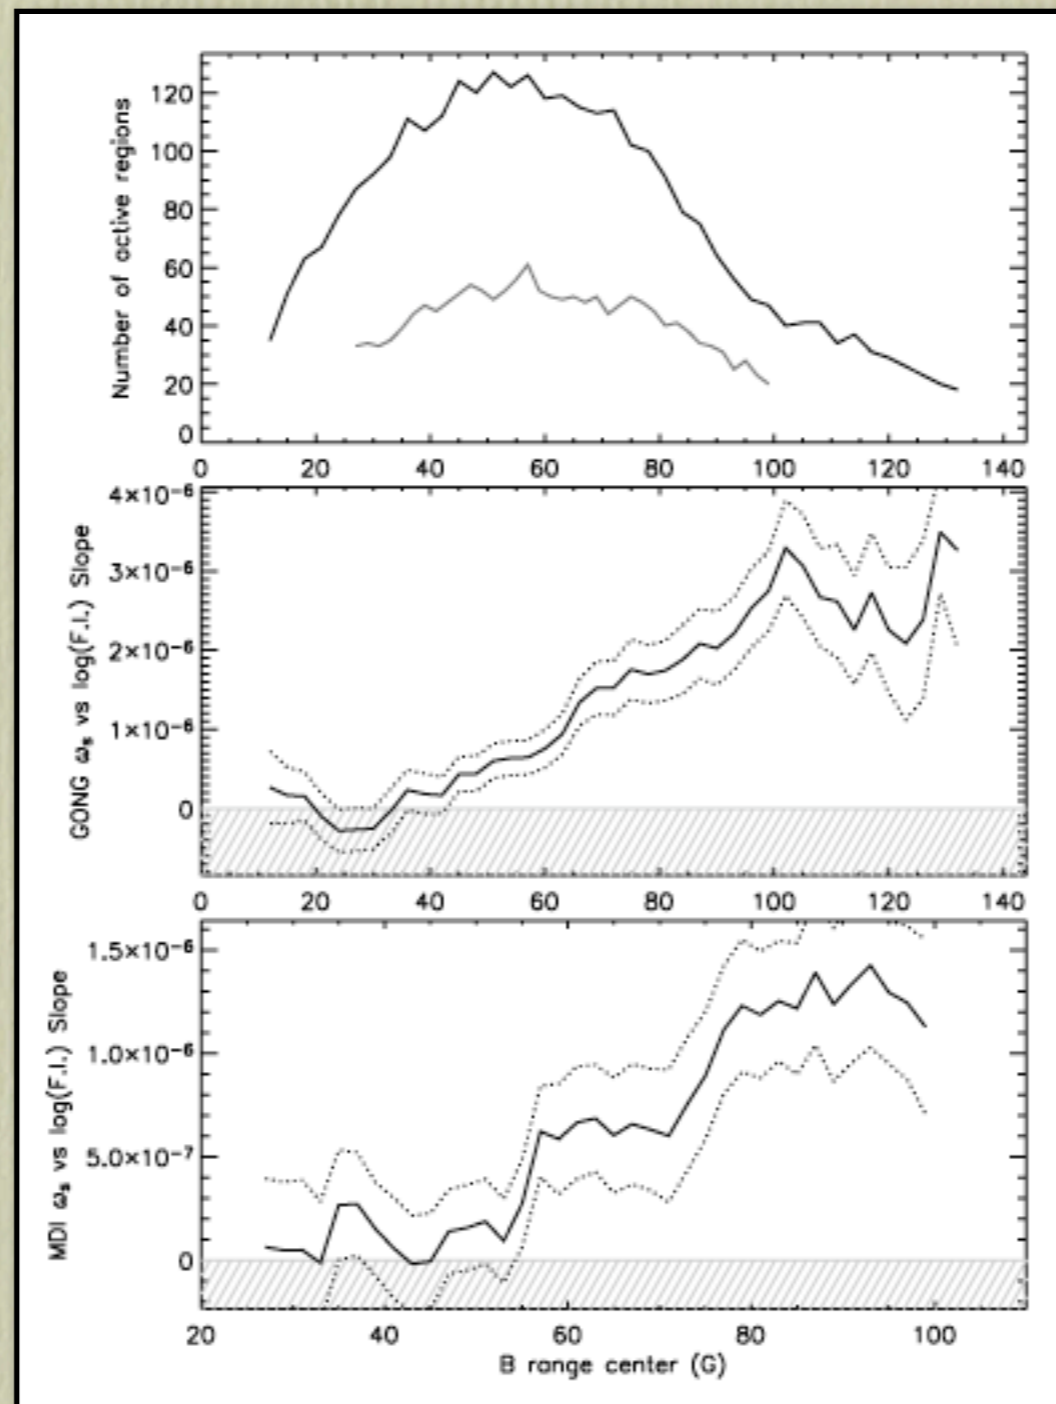 Number of active regions
120
100
80
60
40
20
0
0 20 40 60 80 100 120 140
GONG ωs vs log(F.I.) Slope
4×10⁻⁶
3×10⁻⁶
2×10⁻⁶
1×10⁻⁶
0
0 20 40 60 80 100 120 140
MDI ωs vs log(F.I.) Slope
1.5×10⁻⁶
1.0×10⁻⁶
5.0×10⁻⁷
0
20 40 60 80 100
B range center (G)